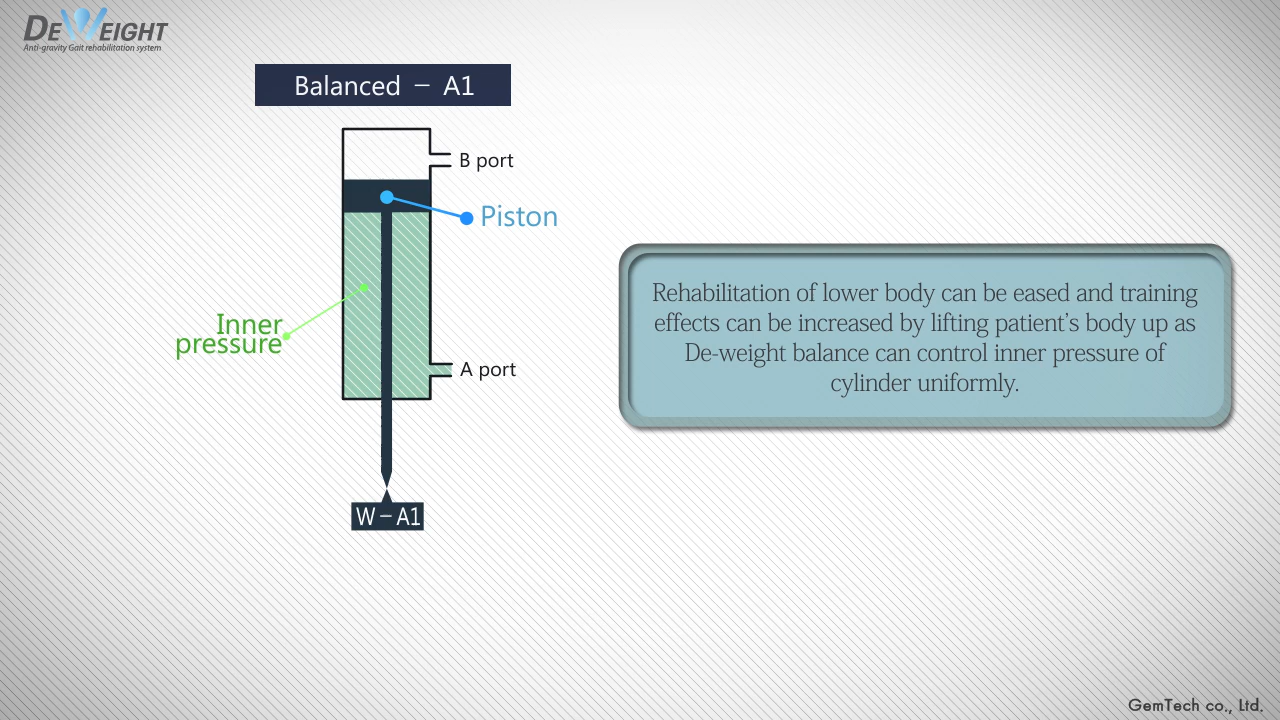 DEWEIGHT
Anti-gravity Gait rehabilitation system
Balanced – A1
B port
Piston
Inner
pressure
A port
W – A1
Rehabilitation of lower body can be eased and training
effects can be increased by lifting patient's body up as
De-weight balance can control inner pressure of
cylinder uniformly.
GemTech co., Ltd.